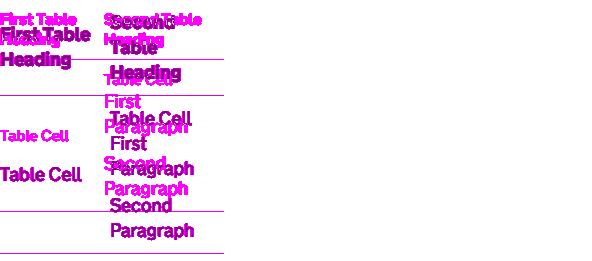 First Table
Heading
Second Table
Heading
First Table
Heading
Second
Table
Heading
Table Cell
First
Paragraph
Second
Paragraph
Table Cell
Table Cell
Table Cell
First
Paragraph
Second
Paragraph